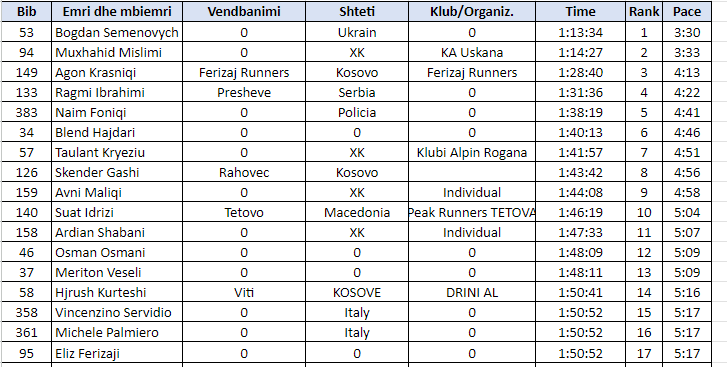 Bib Emri dhe mbiemri Vendbanimi Shteti Klub/Organiz. Time Rank Pace
53 Bogdan Semenovych 0 Ukrain 0 1:13:34 1 3:30
94 Muxhahid Mislimi 0 XK KA Uskana 1:14:27 2 3:33
149 Agon Krasniqi Ferizaj Runners Kosovo Ferizaj Runners 1:28:40 3 4:13
133 Ragmi Ibrahimi Presheve Serbia 0 1:31:36 4 4:22
383 Naim Foniqi 0 Policia 0 1:38:19 5 4:41
34 Blend Hajdari 0 0 0 1:40:13 6 4:46
57 Taulant Kryeziu 0 XK Klubi Alpin Rogana 1:41:57 7 4:51
126 Skender Gashi Rahovec Kosovo 1:43:42 8 4:56
159 Avni Maliqi 0 XK Individual 1:44:08 9 4:58
140 Suat Idrizi Tetovo Macedonia Peak Runners TETOVA 1:46:19 10 5:04
158 Ardian Shabani 0 XK Individual 1:47:33 11 5:07
46 Osman Osmani 0 0 0 1:48:09 12 5:09
37 Meriton Veseli 0 0 0 1:48:11 13 5:09
58 Hjrush Kurteshi Viti KOSOVE DRINI AL 1:50:41 14 5:16
358 Vincenzino Servidio 0 Italy 0 1:50:52 15 5:17
361 Michele Palmiero 0 Italy 0 1:50:52 16 5:17
95 Eliz Ferizaji 0 0 0 1:50:52 17 5:17